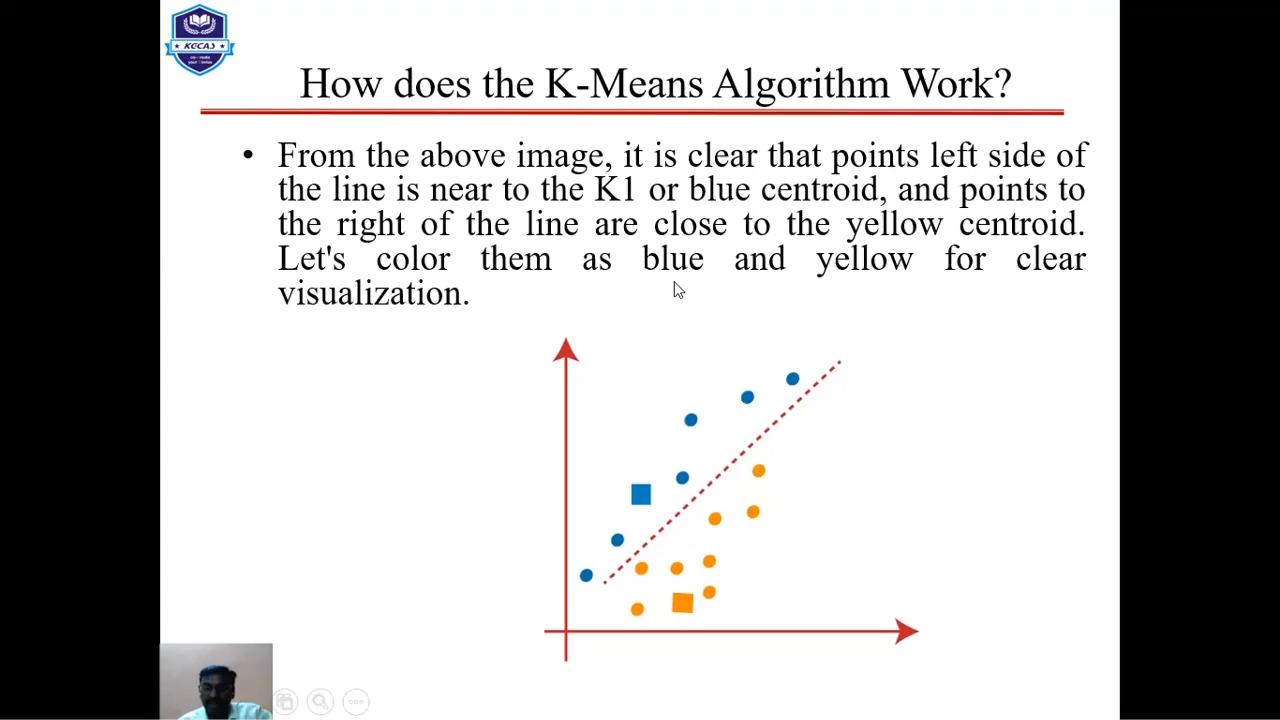 KGCAS
How does the K-Means Algorithm Work?
• From the above image, it is clear that points left side of
the line is near to the K1 or blue centroid, and points to
the right of the line are close to the yellow centroid.
Let's color them as blue and yellow for clear
visualization.